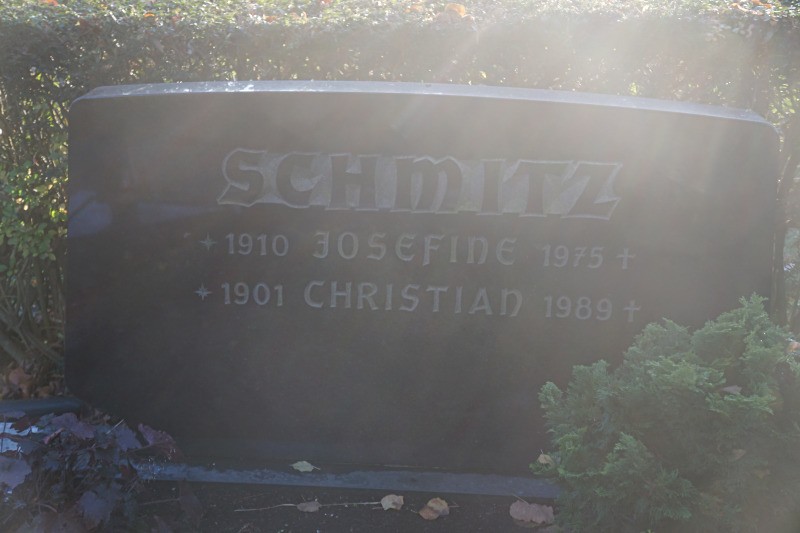 SCHMITZ
1910 JOSEFINE 1975 †
1901 CHRISTIAN 1989 †